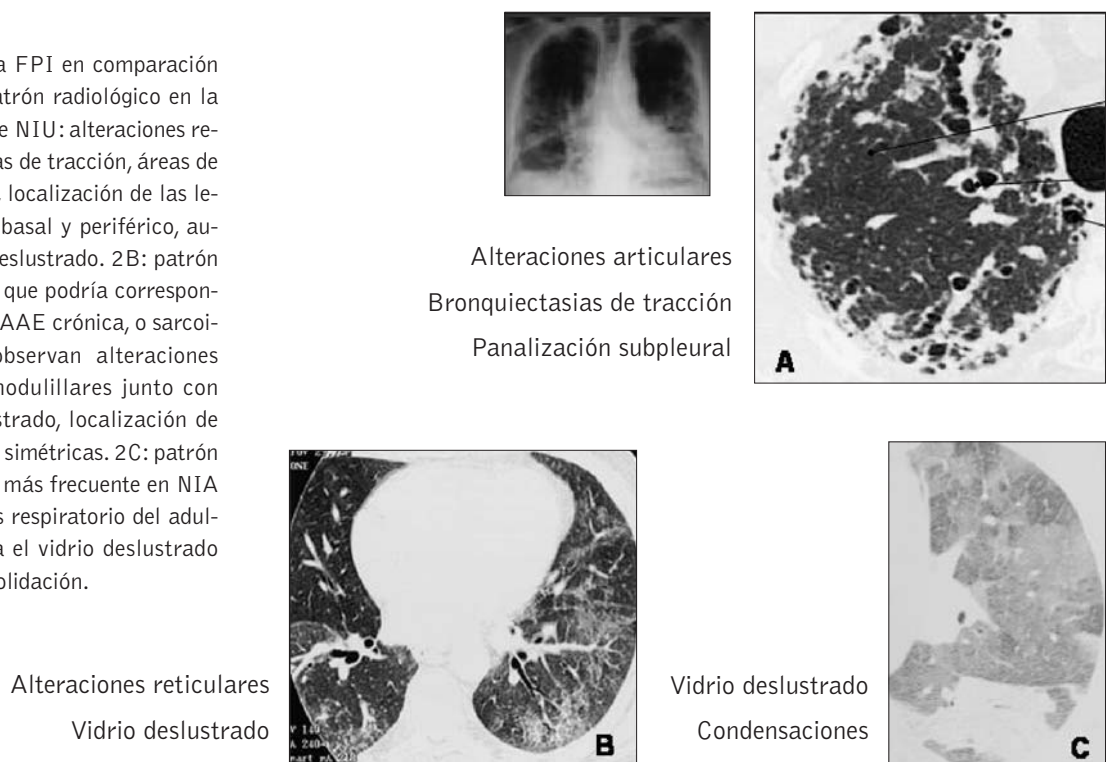 a FPI en comparación
atrón radiológico en la
e NIU: alteraciones re-
as de tracción, áreas de
localización de las le-
basal y periférico, au-
eslustrado. 2B: patrón
que podría correspon-
AAE crónica, o sarcoi-
observan alteraciones
nodulillares junto con
strado, localización de
simétricas. 2C: patrón
más frecuente en NIA
s respiratorio del adul-
a el vidrio deslustrado
olidación.
Alteraciones articulares
Bronquiectasias de tracción
Panalización subpleural
A
Alteraciones reticulares
Vidrio deslustrado
B
Vidrio deslustrado
Condensaciones
C